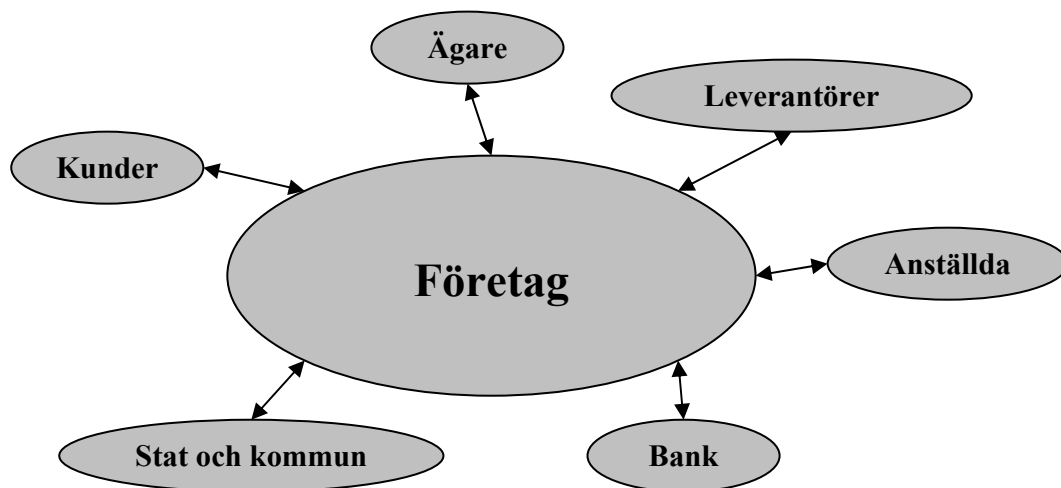 Ägare
Leverantörer
Kunder
Anställda
Företag
Stat och kommun
Bank